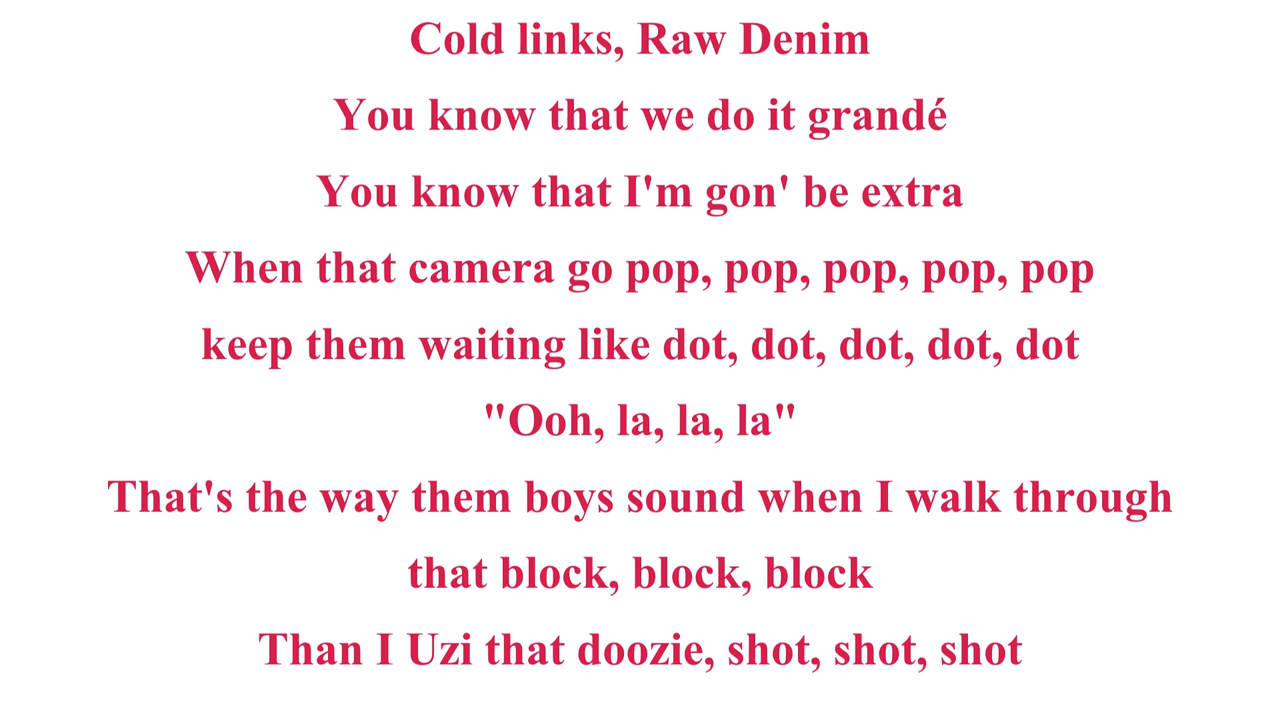 Cold links, Raw Denim
You know that we do it grandé
You know that I'm gon' be extra
When that camera go pop, pop, pop, pop, pop
keep them waiting like dot, dot, dot, dot, dot
"Ooh, la, la, la"
That's the way them boys sound when I walk through
that block, block, block
Than I Uzi that doozie, shot, shot, shot